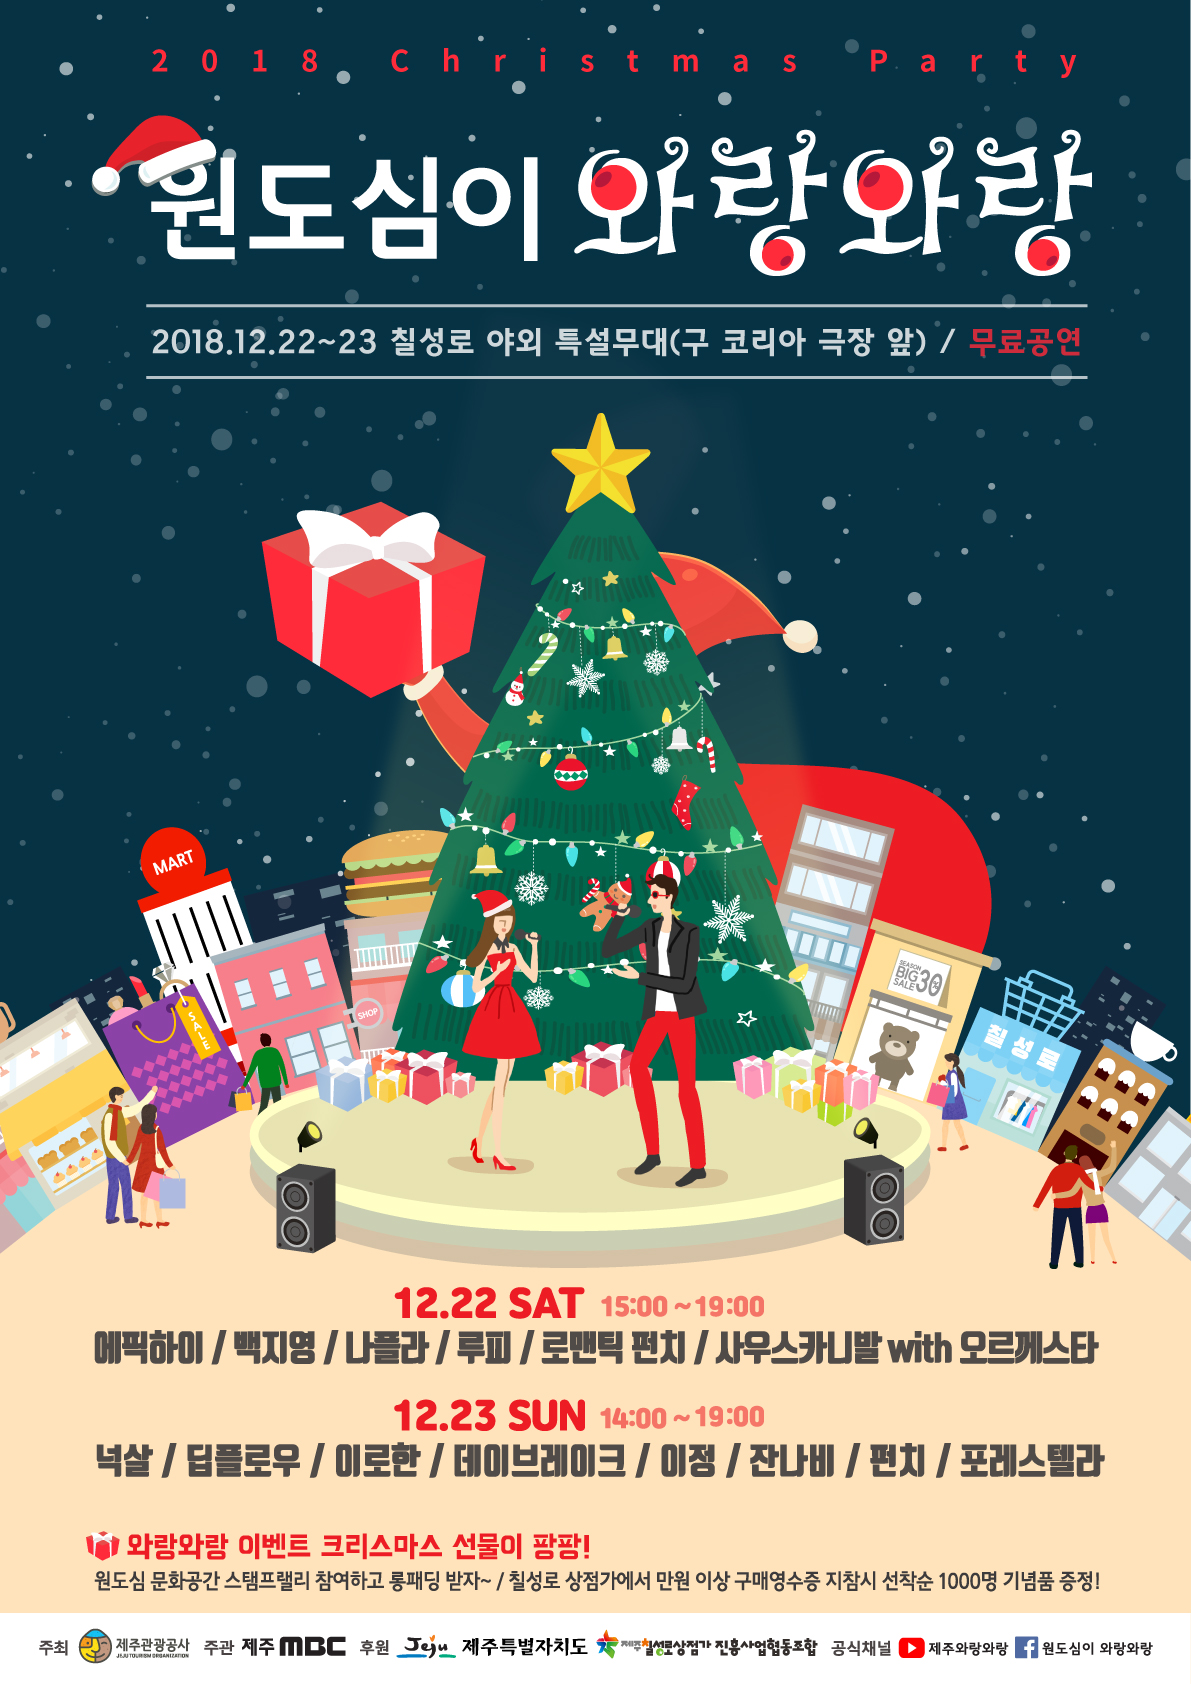 2018 Christmas Party
원도심이 와랑와랑
2018.12.22~23 칠성로 야외 특설무대(구 코리아 극장 앞) / 무료공연
MART
SALE
SHOP
SEASON
BIG
SALE
30%
칠성로
12.22 SAT 15:00 ~ 19:00
에픽하이 / 백지영 / 나플라 / 루피 / 로맨틱 펀치 / 사우스카니발 with 오르께스타
12.23 SUN 14:00 ~ 19:00
넉살 / 딥플로우 / 이로한 / 데이브레이크 / 이정 / 잔나비 / 펀치 / 포레스텔라
와랑와랑 이벤트 크리스마스 선물이 팡팡!
원도심 문화공간 스탬프랠리 참여하고 롱패딩 받자~ / 칠성로 상점가에서 만원 이상 구매영수증 지참시 선착순 1000명 기념품 증정!
주최 제주관광공사 JEJU TOURISM ORGANIZATION 주관 제주 MBC 후원 Jeju 제주특별자치도 제주칠성로상점가 진흥사업협동조합 공식채널 제주와랑와랑 원도심이 와랑와랑